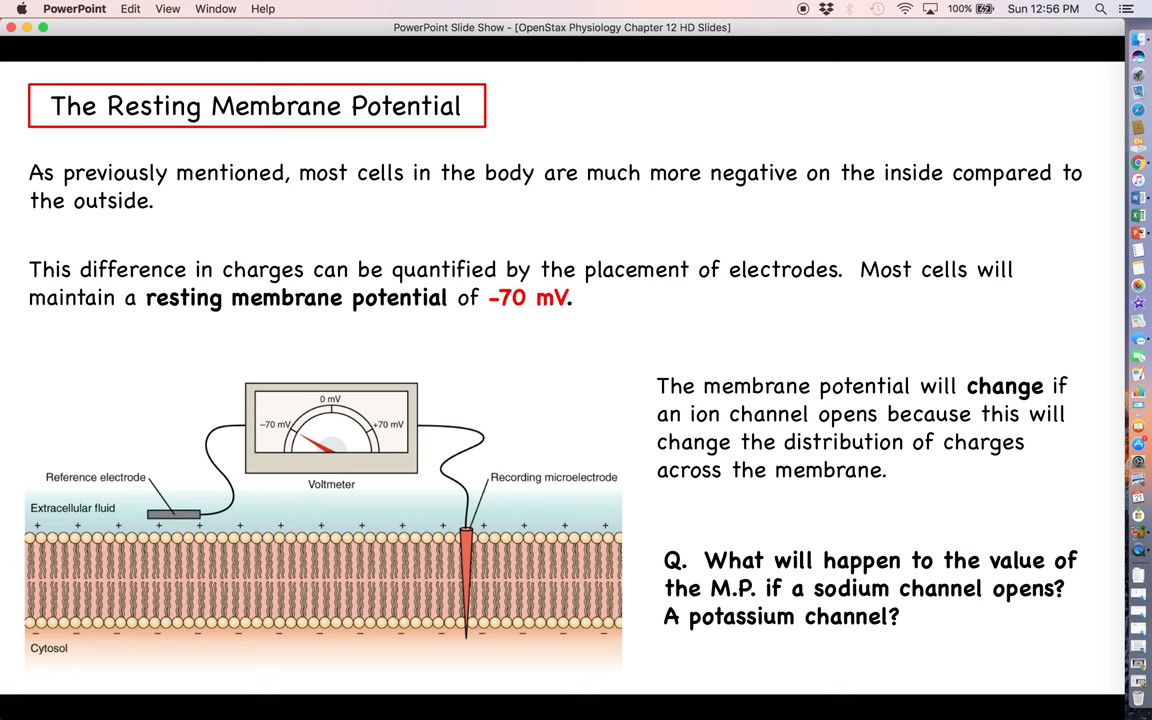 PowerPoint Edit View Window Help 100% Sun 12:56 PM
PowerPoint Slide Show - [OpenStax Physiology Chapter 12 HD Slides]
The Resting Membrane Potential
As previously mentioned, most cells in the body are much more negative on the inside compared to
the outside.
This difference in charges can be quantified by the placement of electrodes. Most cells will
maintain a resting membrane potential of -70 mV.
0 mV
−70 mV
+70 mV
Voltmeter
Reference electrode
Recording microelectrode
Extracellular fluid
+ + + + + + + + + + + + + + +
− − − − − − − − − − − − − − −
Cytosol
The membrane potential will change if
an ion channel opens because this will
change the distribution of charges
across the membrane.
Q. What will happen to the value of
the M.P. if a sodium channel opens?
A potassium channel?